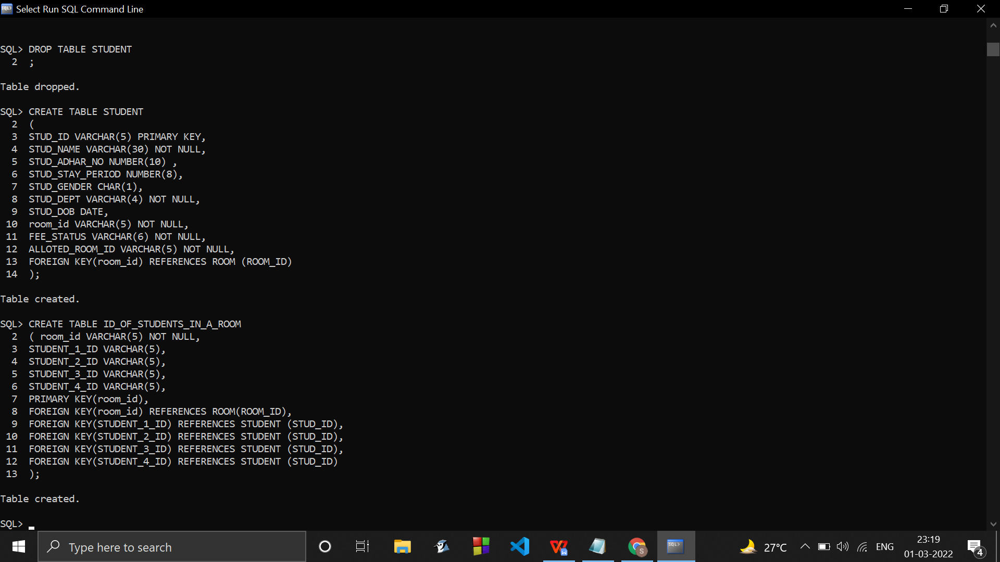 Select Run SQL Command Line
SQL> DROP TABLE STUDENT
2 ;
Table dropped.
SQL> CREATE TABLE STUDENT
2 (
3 STUD_ID VARCHAR(5) PRIMARY KEY,
4 STUD_NAME VARCHAR(30) NOT NULL,
5 STUD_ADHAR_NO NUMBER(10) ,
6 STUD_STAY_PERIOD NUMBER(8),
7 STUD_GENDER CHAR(1),
8 STUD_DEPT VARCHAR(4) NOT NULL,
9 STUD_DOB DATE,
10 room_id VARCHAR(5) NOT NULL,
11 FEE_STATUS VARCHAR(6) NOT NULL,
12 ALLOTED_ROOM_ID VARCHAR(5) NOT NULL,
13 FOREIGN KEY(room_id) REFERENCES ROOM (ROOM_ID)
14 );
Table created.
SQL> CREATE TABLE ID_OF_STUDENTS_IN_A_ROOM
2 ( room_id VARCHAR(5) NOT NULL,
3 STUDENT_1_ID VARCHAR(5),
4 STUDENT_2_ID VARCHAR(5),
5 STUDENT_3_ID VARCHAR(5),
6 STUDENT_4_ID VARCHAR(5),
7 PRIMARY KEY(room_id),
8 FOREIGN KEY(room_id) REFERENCES ROOM(ROOM_ID),
9 FOREIGN KEY(STUDENT_1_ID) REFERENCES STUDENT (STUD_ID),
10 FOREIGN KEY(STUDENT_2_ID) REFERENCES STUDENT (STUD_ID),
11 FOREIGN KEY(STUDENT_3_ID) REFERENCES STUDENT (STUD_ID),
12 FOREIGN KEY(STUDENT_4_ID) REFERENCES STUDENT (STUD_ID)
13 );
Table created.
SQL>
Type here to search
27°C
ENG
23:19
01-03-2022
4